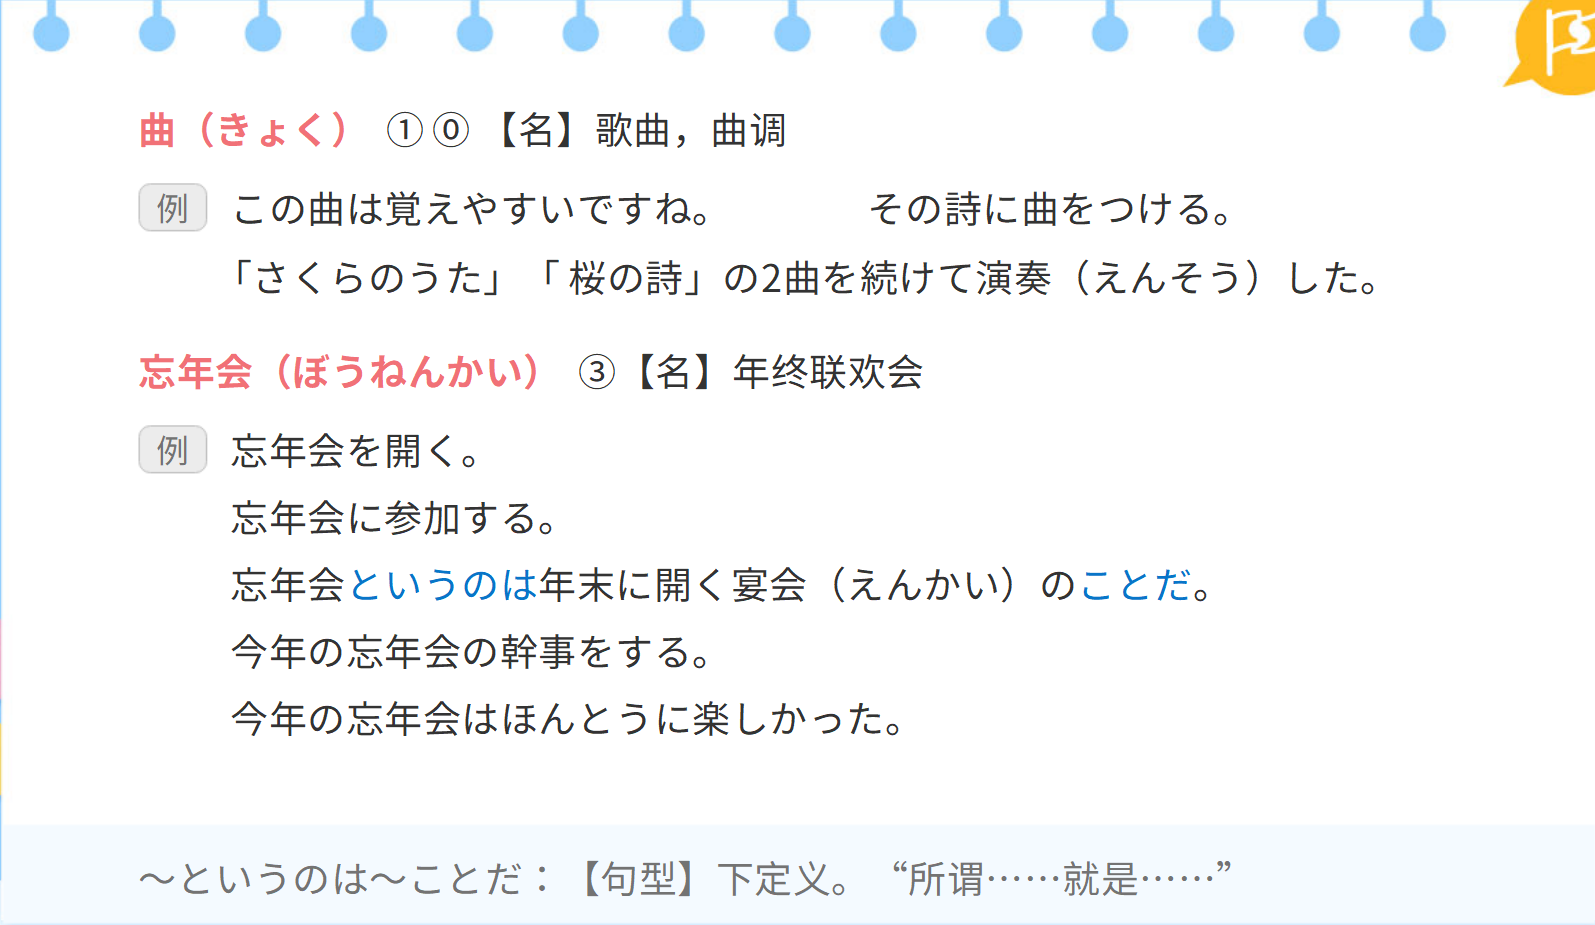 曲（きょく） ①⓪【名】歌曲，曲调
例 この曲は覚えやすいですね。 その詩に曲をつける。
「さくらのうた」「桜の詩」の2曲を続けて演奏（えんそう）した。
忘年会（ぼうねんかい） ③【名】年终联欢会
例 忘年会を開く。
忘年会に参加する。
忘年会というのは年末に開く宴会（えんかい）のことだ。
今年の忘年会の幹事をする。
今年の忘年会はほんとうに楽しかった。
～というのは～ことだ：【句型】下定义。“所谓……就是……”